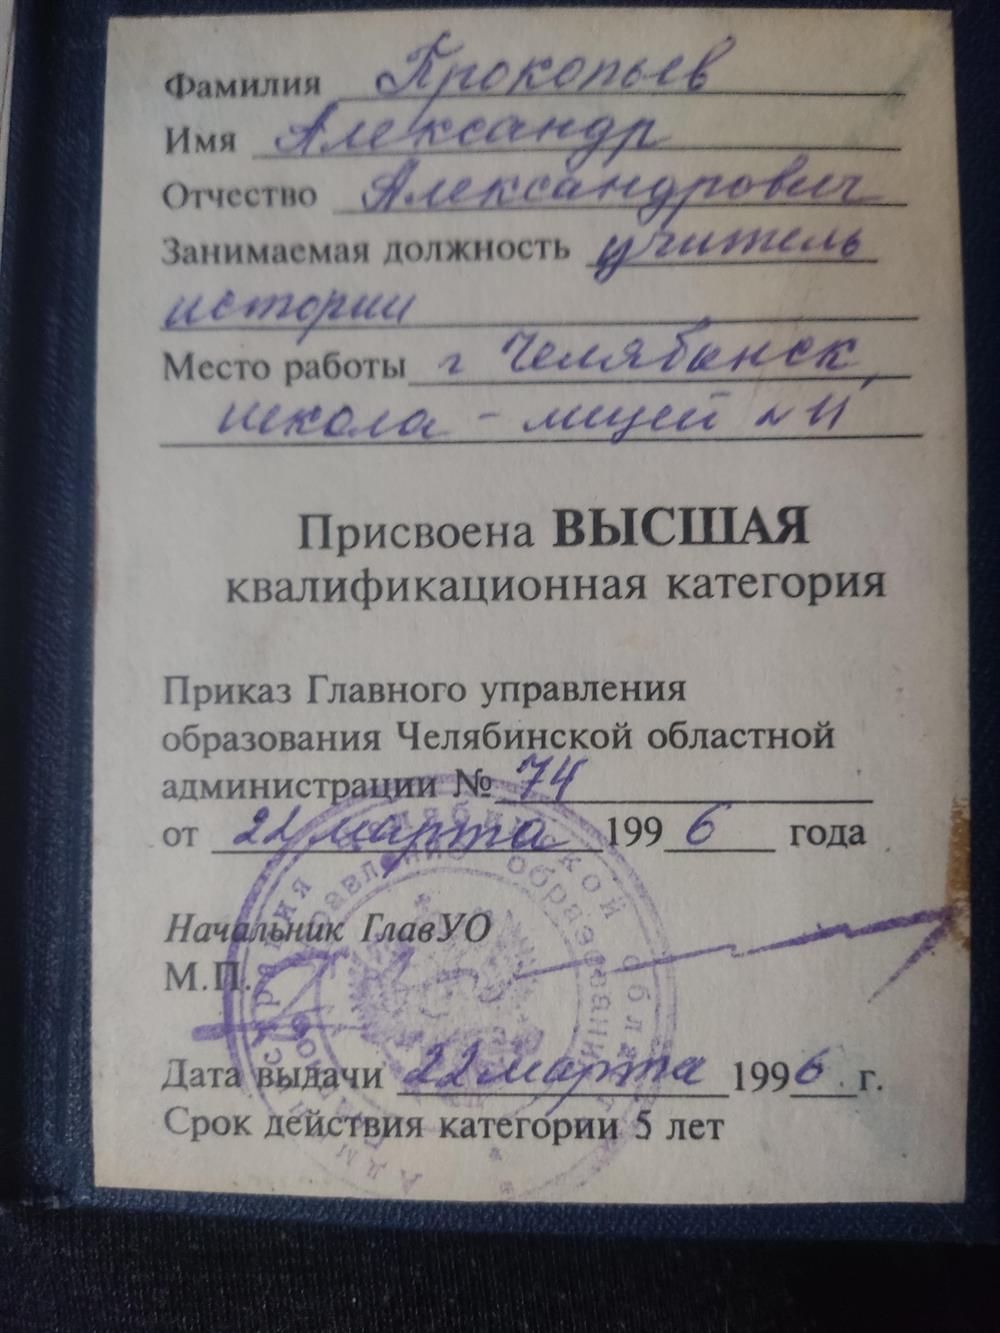 Фамилия Прокопьев
Имя Александр
Отчество Александрович
Занимаемая должность учитель
истории
Место работы г Челябинск,
школа - лицей № 11
Присвоена ВЫСШАЯ
квалификационная категория
Приказ Главного управления
образования Челябинской областной
администрации № 74
от 22 марта 1996 года
Начальник ГлавУО
М.П.
Дата выдачи 22 марта 1996 г.
Срок действия категории 5 лет